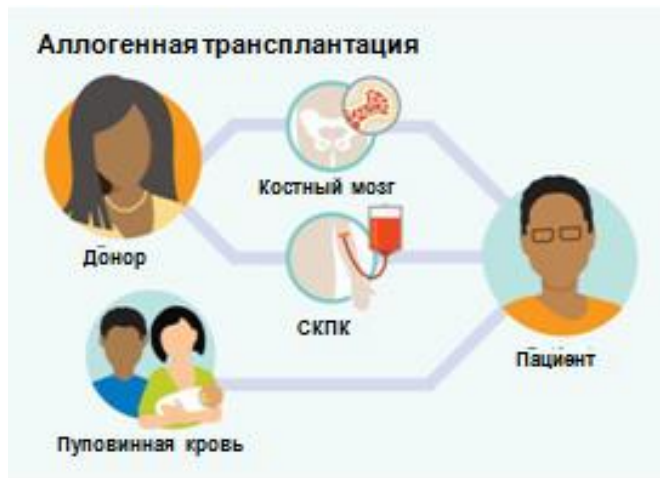 Аллогенная трансплантация
Костный мозг
Донор
СКПК
Пациент
Пуповинная кровь